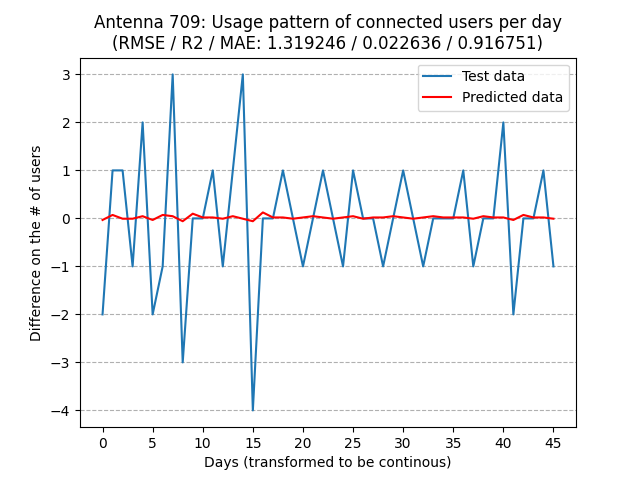 Antenna 709: Usage pattern of connected users per day
(RMSE / R2 / MAE: 1.319246 / 0.022636 / 0.916751)
Test data
Predicted data
3
2
1
0
−1
−2
−3
−4
Difference on the # of users
0 5 10 15 20 25 30 35 40 45
Days (transformed to be continous)